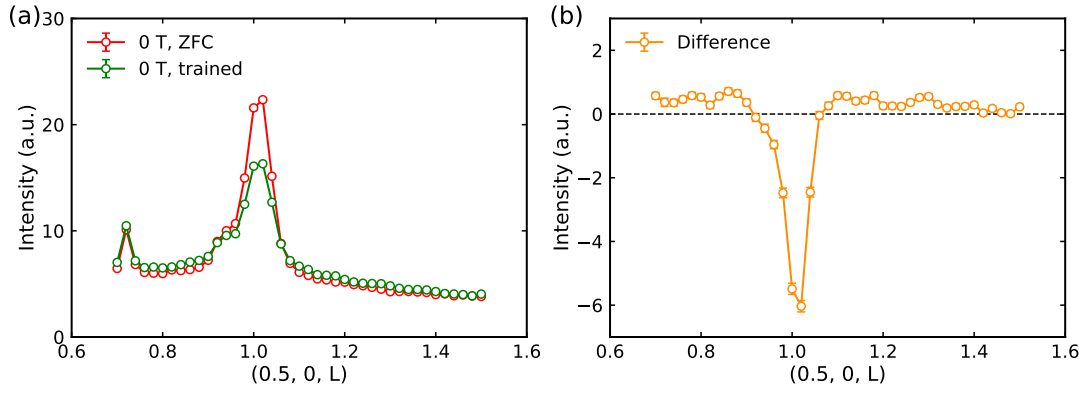 (a)
30
20
10
0
Intensity (a.u.)
0 T, ZFC
0 T, trained
0.6 0.8 1.0 1.2 1.4 1.6
(0.5, 0, L)
(b)
2
0
−2
−4
−6
Intensity (a.u.)
Difference
0.6 0.8 1.0 1.2 1.4 1.6
(0.5, 0, L)